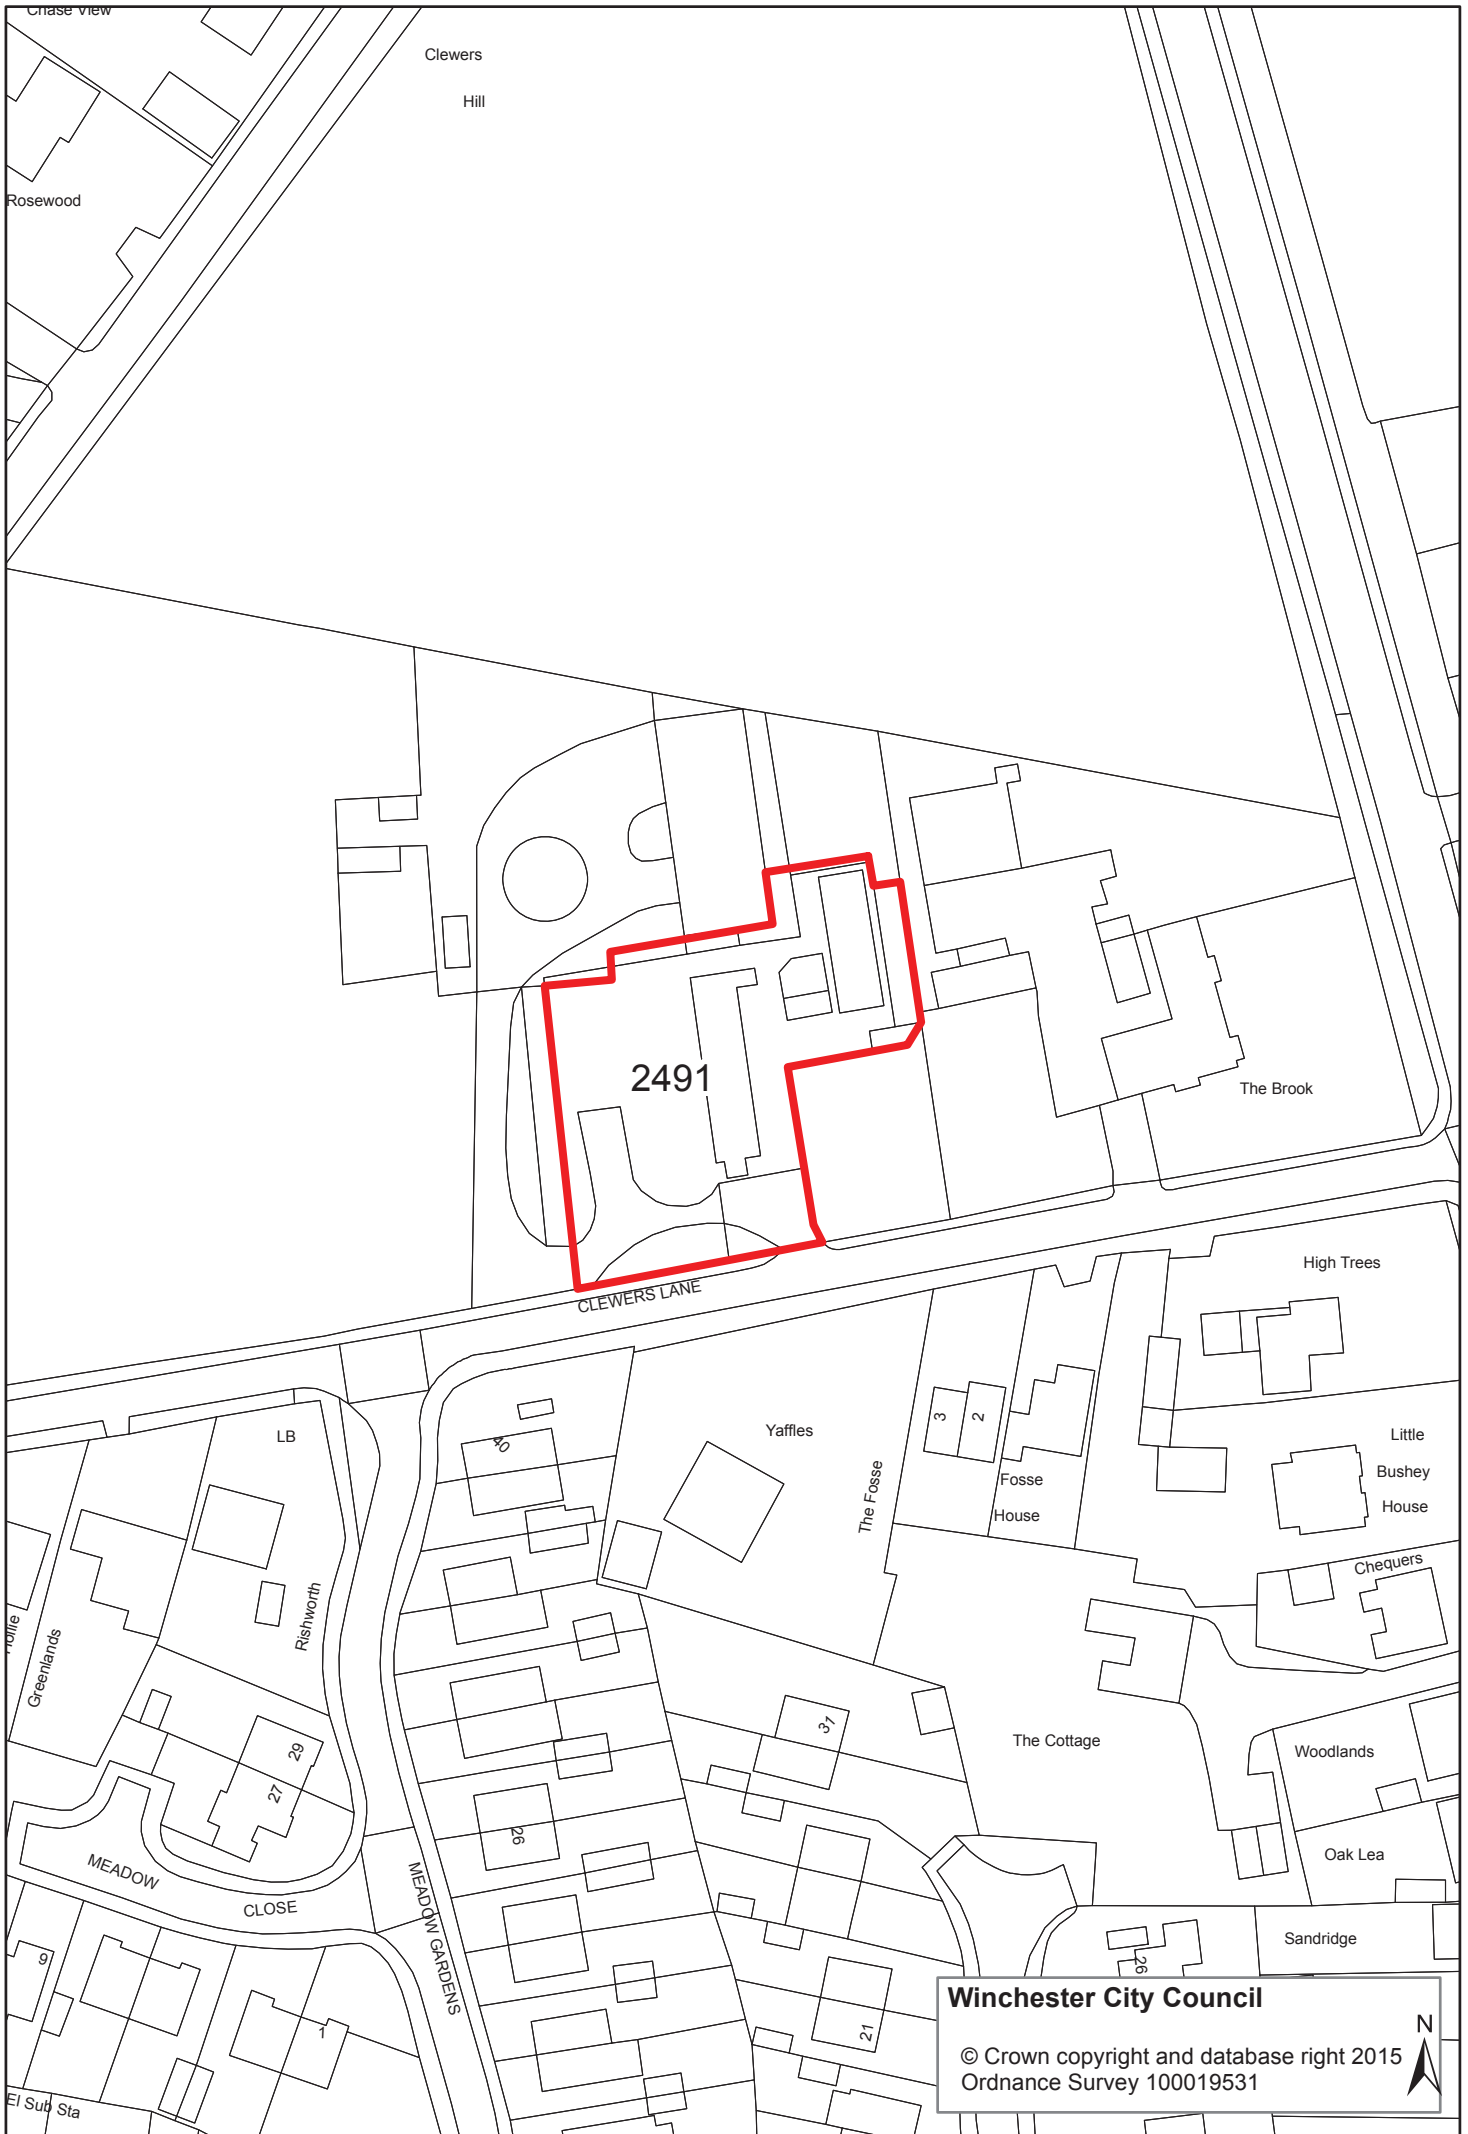 Chase View
Clewers
Hill
Rosewood
2491
The Brook
CLEWERS LANE
High Trees
LB
40
Yaffles
3
2
Little
Bushey
House
The Fosse
Fosse
House
Chequers
Rishworth
Greenlands
31
The Cottage
Woodlands
29
27
26
Oak Lea
MEADOW
CLOSE
MEADOW GARDENS
Sandridge
9
26
1
21
El Sub Sta
Winchester City Council
© Crown copyright and database right 2015
Ordnance Survey 100019531
N